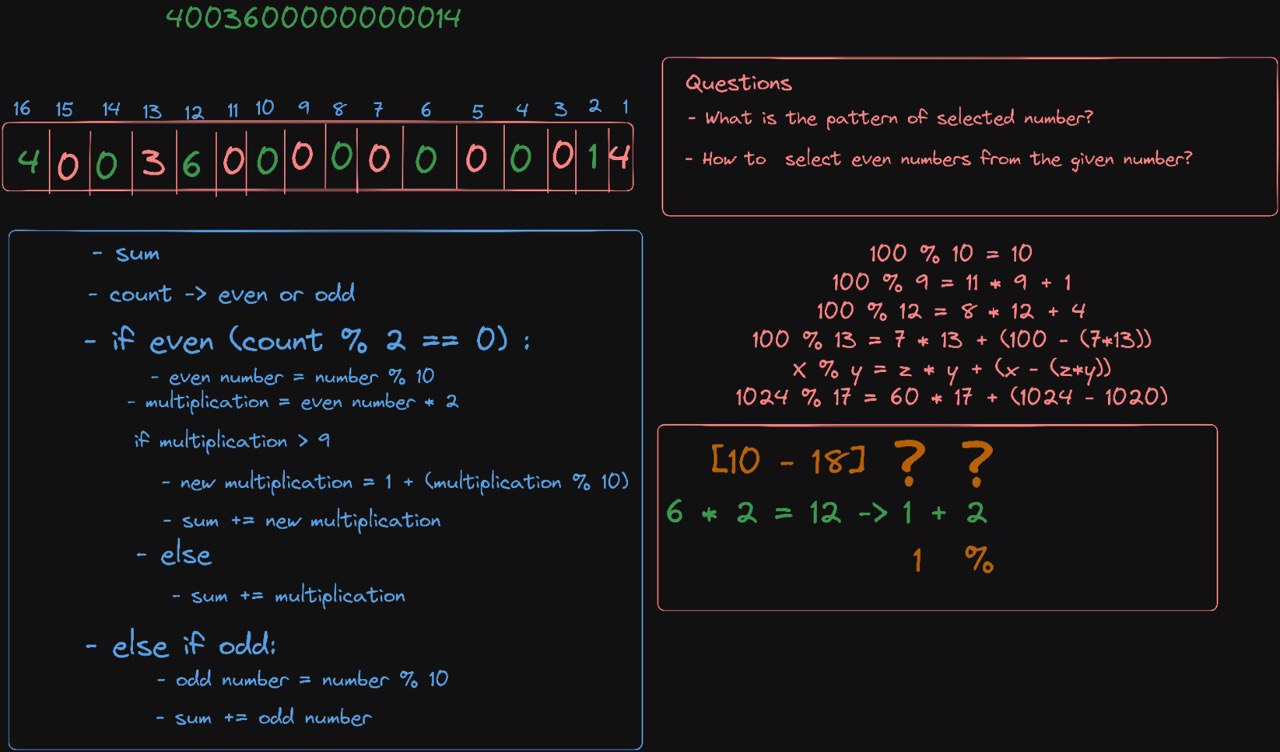 4003600000000014
16 15 14 13 12 11 10 9 8 7 6 5 4 3 2 1
4 0 0 3 6 0 0 0 0 0 0 0 0 0 1 4
- sum
- count -> even or odd
- if even (count % 2 == 0) :
- even number = number % 10
- multiplication = even number * 2
if multiplication > 9
- new multiplication = 1 + (multiplication % 10)
- sum += new multiplication
- else
- sum += multiplication
- else if odd:
- odd number = number % 10
- sum += odd number
Questions
- What is the pattern of selected number?
- How to select even numbers from the given number?
100 % 10 = 10
100 % 9 = 11 * 9 + 1
100 % 12 = 8 * 12 + 4
100 % 13 = 7 * 13 + (100 - (7*13))
x % y = z * y + (x - (z*y))
1024 % 17 = 60 * 17 + (1024 - 1020)
[10 - 18] ? ?
6 * 2 = 12 -> 1 + 2
1 %